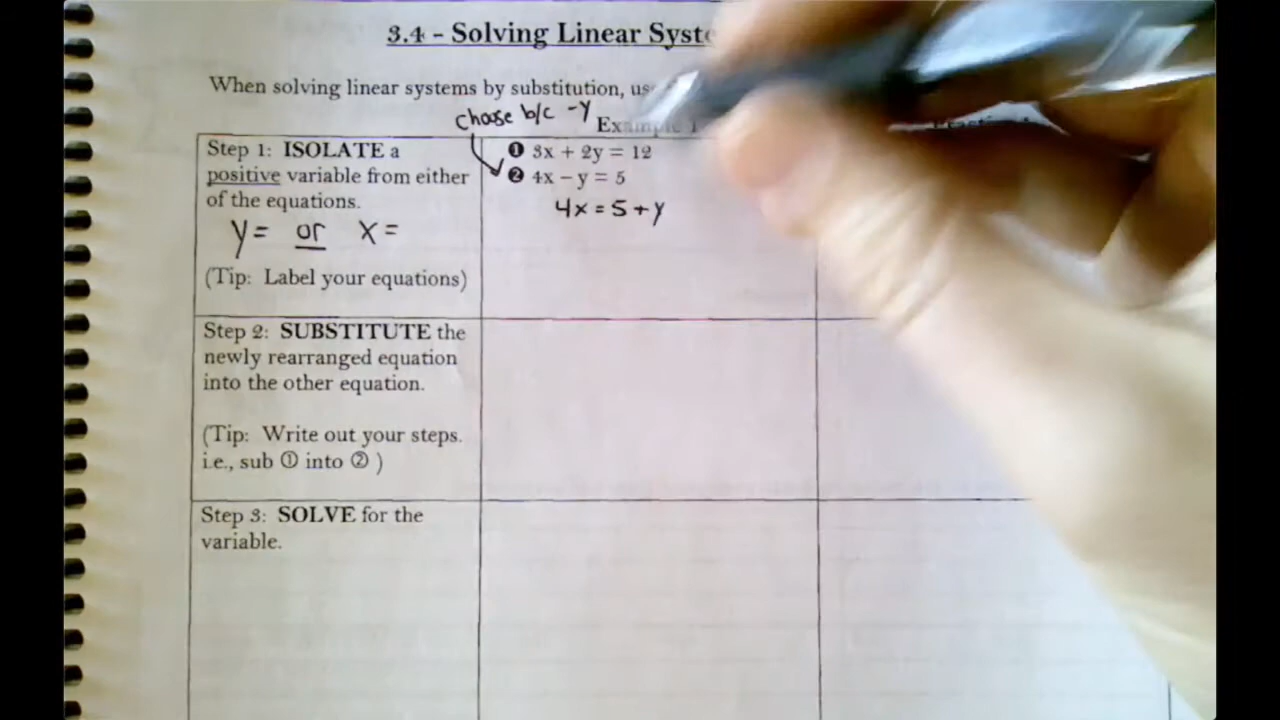 3.4 - Solving Linear
When solving linear systems by substitution,
choose b/c -y
Example 1
Step 1: ISOLATE a
positive variable from either
of the equations.
y= or x=
(Tip: Label your equations)
❶ 3x + 2y = 12
❷ 4x – y = 5
4x = 5 + y
Step 2: SUBSTITUTE the
newly rearranged equation
into the other equation.
(Tip: Write out your steps.
i.e., sub ① into ② )
Step 3: SOLVE for the
variable.